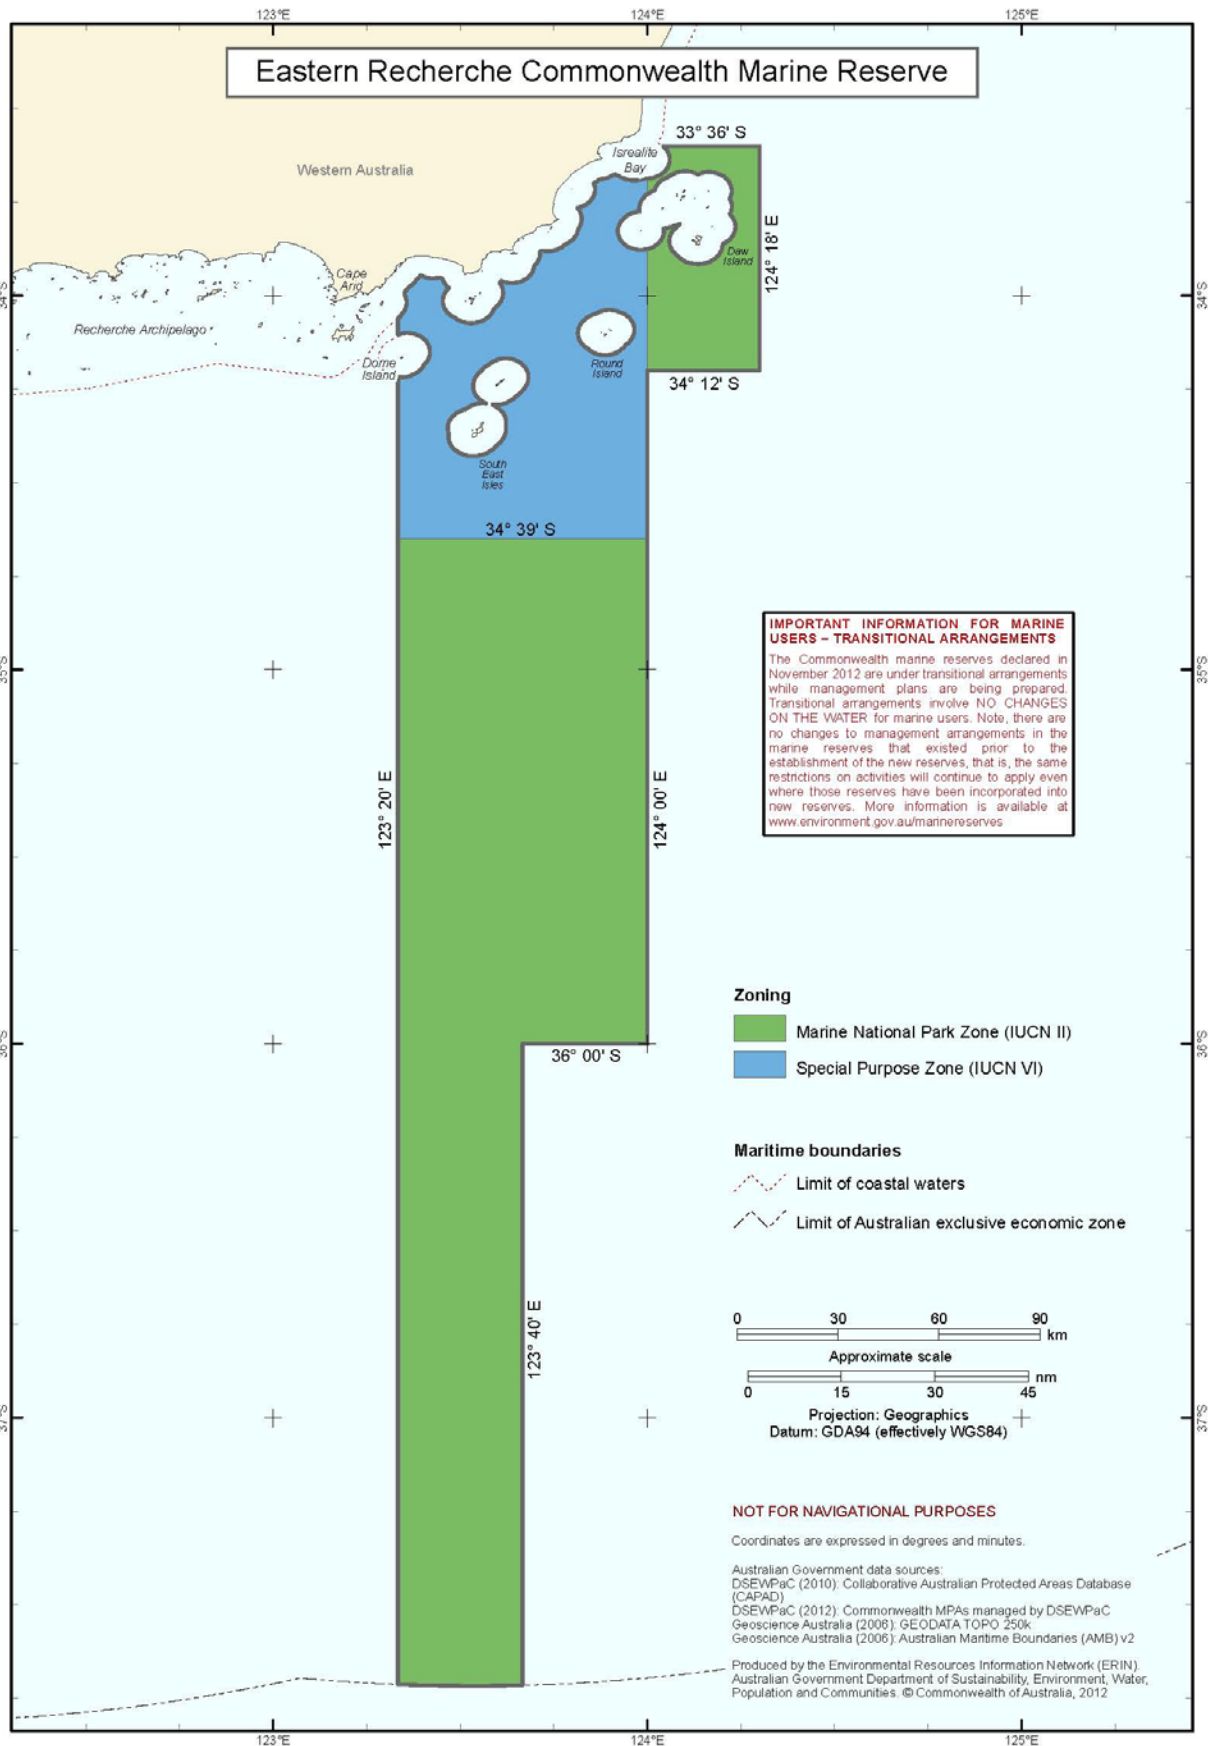 123°E
124°E
125°E
Eastern Recherche Commonwealth Marine Reserve
33° 36' S
Isrealite
Bay
Western Australia
124° 18' E
Daw
Island
Cape
Arid
34°S
34°S
Recherche Archipelago
Dome
Island
Round
Island
34° 12' S
South
East
Isles
34° 39' S
IMPORTANT INFORMATION FOR MARINE
USERS – TRANSITIONAL ARRANGEMENTS
The Commonwealth marine reserves declared in
November 2012 are under transitional arrangements
while management plans are being prepared.
Transitional arrangements involve NO CHANGES
ON THE WATER for marine users. Note, there are
no changes to management arrangements in the
marine reserves that existed prior to the
establishment of the new reserves, that is, the same
restrictions on activities will continue to apply even
where those reserves have been incorporated into
new reserves. More information is available at
www.environment.gov.au/marinereserves
35°S
35°S
123° 20' E
124° 00' E
Zoning
Marine National Park Zone (IUCN II)
Special Purpose Zone (IUCN VI)
36°S
36°S
36° 00' S
Maritime boundaries
Limit of coastal waters
Limit of Australian exclusive economic zone
123° 40' E
0 30 60 90
km
Approximate scale
nm
0 15 30 45
Projection: Geographics
Datum: GDA94 (effectively WGS84)
37°S
37°S
NOT FOR NAVIGATIONAL PURPOSES
Coordinates are expressed in degrees and minutes.
Australian Government data sources:
DSEWPaC (2010): Collaborative Australian Protected Areas Database
(CAPAD)
DSEWPaC (2012): Commonwealth MPAs managed by DSEWPaC
Geoscience Australia (2006): GEODATA TOPO 250k
Geoscience Australia (2006): Australian Maritime Boundaries (AMB) v2
Produced by the Environmental Resources Information Network (ERIN).
Australian Government Department of Sustainability, Environment, Water,
Population and Communities. © Commonwealth of Australia, 2012
123°E
124°E
125°E